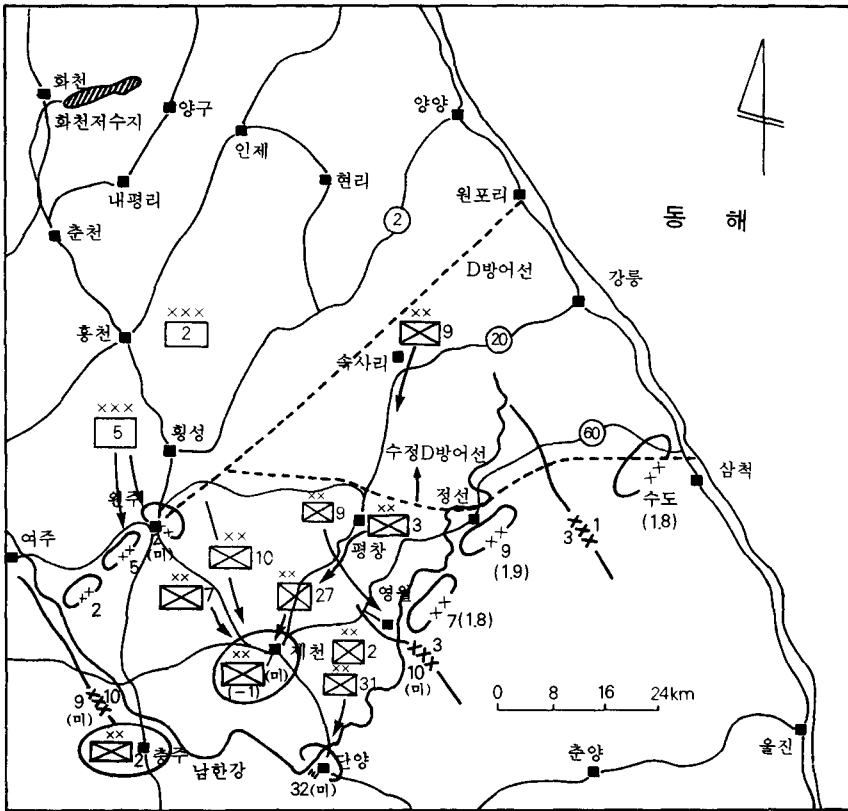 화천
화천저수지
양구
인제
양양
내평리
현리
원포리
춘천
2
동 해
D방어선
강릉
××
9
×××
2
홍천
20
속사리
×××
5
횡성
수정D방어선
60
삼척
원주
정선
수도
(1.8)
여주
2
(미)
××
10
××
9
평창
××
3
9
(1.9)
3
1
5
2
××
7
××
27
영월
7(1.8)
제천
××
(-1)
(미)
××
2
××
31
3
10
(미)
0 8 16 24km
9
10
(미)
××
2
충주
남한강
단양
32(미)
춘양
울진